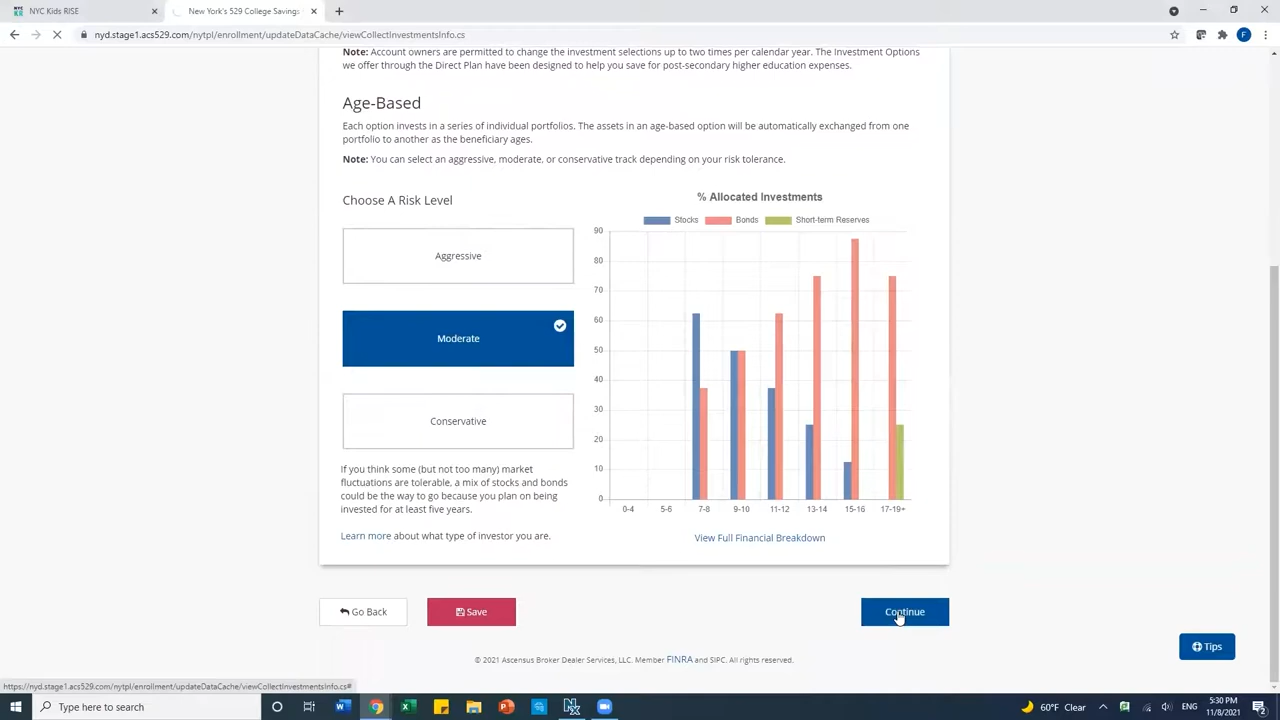 NYC Kids RISE
New York's 529 College Savings
nyd.stage1.acs529.com/nytpl/enrollment/updateDataCache/viewCollectInvestmentsInfo.cs
F
Note: Account owners are permitted to change the investment selections up to two times per calendar year. The Investment Options
we offer through the Direct Plan have been designed to help you save for post-secondary higher education expenses.
Age-Based
Each option invests in a series of individual portfolios. The assets in an age-based option will be automatically exchanged from one
portfolio to another as the beneficiary ages.
Note: You can select an aggressive, moderate, or conservative track depending on your risk tolerance.
Choose A Risk Level
Aggressive
Moderate
Conservative
If you think some (but not too many) market
fluctuations are tolerable, a mix of stocks and bonds
could be the way to go because you plan on being
invested for at least five years.
Learn more about what type of investor you are.
% Allocated Investments
Stocks Bonds Short-term Reserves
90
80
70
60
50
40
30
20
10
0
0-4 5-6 7-8 9-10 11-12 13-14 15-16 17-19+
View Full Financial Breakdown
Go Back Save Continue
Tips
© 2021 Ascensus Broker Dealer Services, LLC. Member FINRA and SIPC. All rights reserved.
https://nyd.stage1.acs529.com/nytpl/enrollment/updateDataCache/viewCollectInvestmentsInfo.cs#
Type here to search
60°F Clear
5:30 PM
11/8/2021